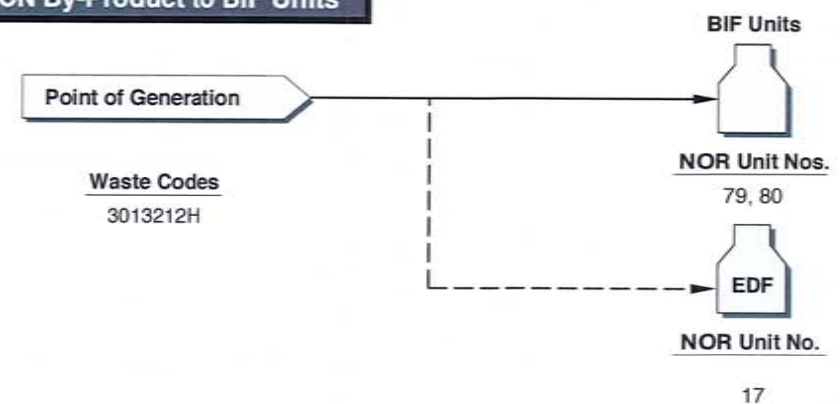 ON By-Product to BIF Units
BIF Units
Point of Generation
NOR Unit Nos.
79, 80
Waste Codes
3013212H
EDF
NOR Unit No.
17